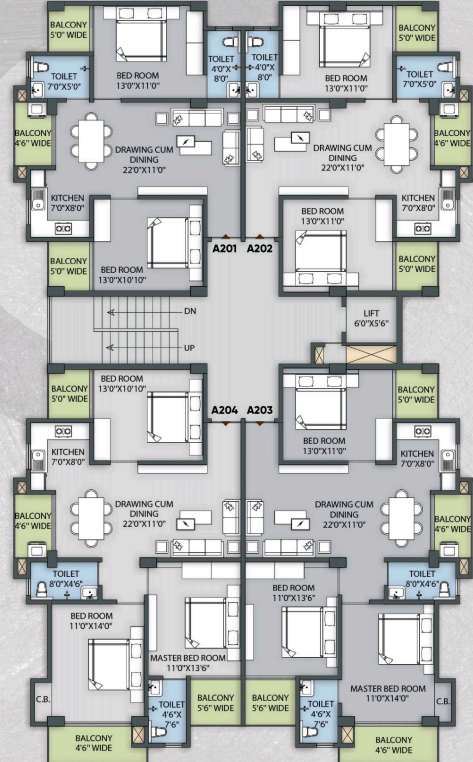 BALCONY
5'0" WIDE
BED ROOM
13'0"X11'0"
TOILET
7'0"X5'0"
TOILET
4'0"X
8'0"
TOILET
4'0"X
8'0"
BED ROOM
13'0"X11'0"
BALCONY
5'0" WIDE
TOILET
7'0"X5'0"
BALCONY
4'6" WIDE
DRAWING CUM
DINING
22'0"X11'0"
DRAWING CUM
DINING
22'0"X11'0"
BALCONY
4'6" WIDE
KITCHEN
7'0"X8'0"
KITCHEN
7'0"X8'0"
BALCONY
5'0" WIDE
BED ROOM
13'0"X10'10"
A201
A202
BED ROOM
13'0"X11'0"
BALCONY
5'0" WIDE
DN
UP
LIFT
6'0"X5'6"
BALCONY
5'0" WIDE
BED ROOM
13'0"X10'10"
A204
A203
BED ROOM
13'0"X11'0"
BALCONY
5'0" WIDE
KITCHEN
7'0"X8'0"
KITCHEN
7'0"X8'0"
BALCONY
4'6" WIDE
DRAWING CUM
DINING
22'0"X11'0"
DRAWING CUM
DINING
22'0"X11'0"
BALCONY
4'6" WIDE
TOILET
8'0"X4'6"
TOILET
8'0"X4'6"
BED ROOM
11'0"X14'0"
MASTER BED ROOM
11'0"X13'6"
BED ROOM
11'0"X13'6"
MASTER BED ROOM
11'0"X14'0"
C.B.
TOILET
4'6"X
7'6"
BALCONY
5'6" WIDE
BALCONY
5'6" WIDE
TOILET
4'6"X
7'6"
C.B.
BALCONY
4'6" WIDE
BALCONY
4'6" WIDE